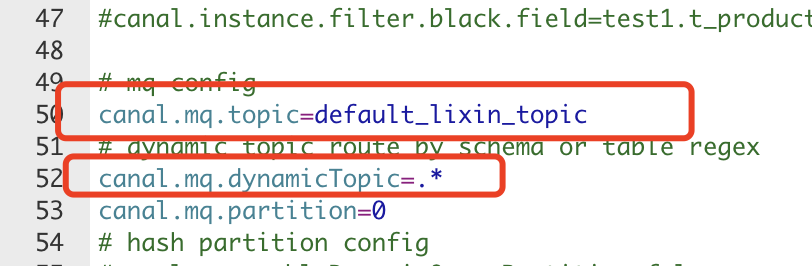 47 #canal.instance.filter.black.field=test1.t_product
48
49 # mq config
50 canal.mq.topic=default_lixin_topic
51 # dynamic topic route by schema or table regex
52 canal.mq.dynamicTopic=.*
53 canal.mq.partition=0
54 # hash partition config